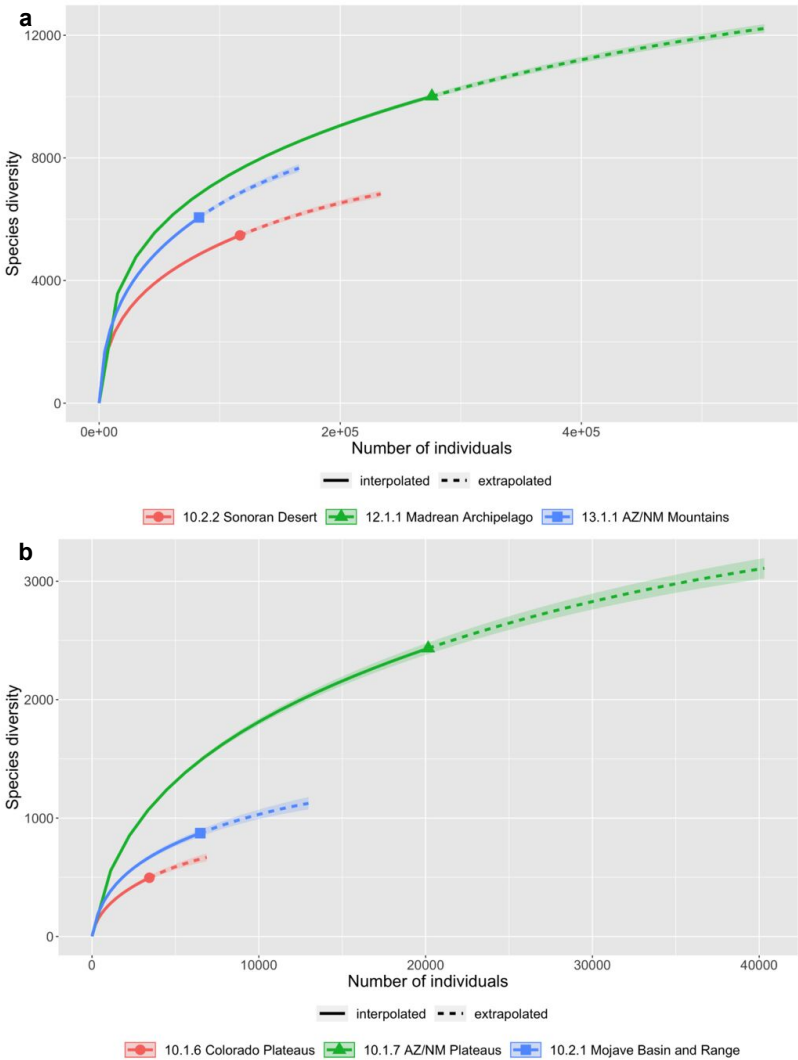 a
12000
8000
4000
0
Species diversity
0e+00 2e+05 4e+05
Number of individuals
interpolated extrapolated
10.2.2 Sonoran Desert 12.1.1 Madrean Archipelago 13.1.1 AZ/NM Mountains
b
3000
2000
1000
0
Species diversity
0 10000 20000 30000 40000
Number of individuals
interpolated extrapolated
10.1.6 Colorado Plateaus 10.1.7 AZ/NM Plateaus 10.2.1 Mojave Basin and Range